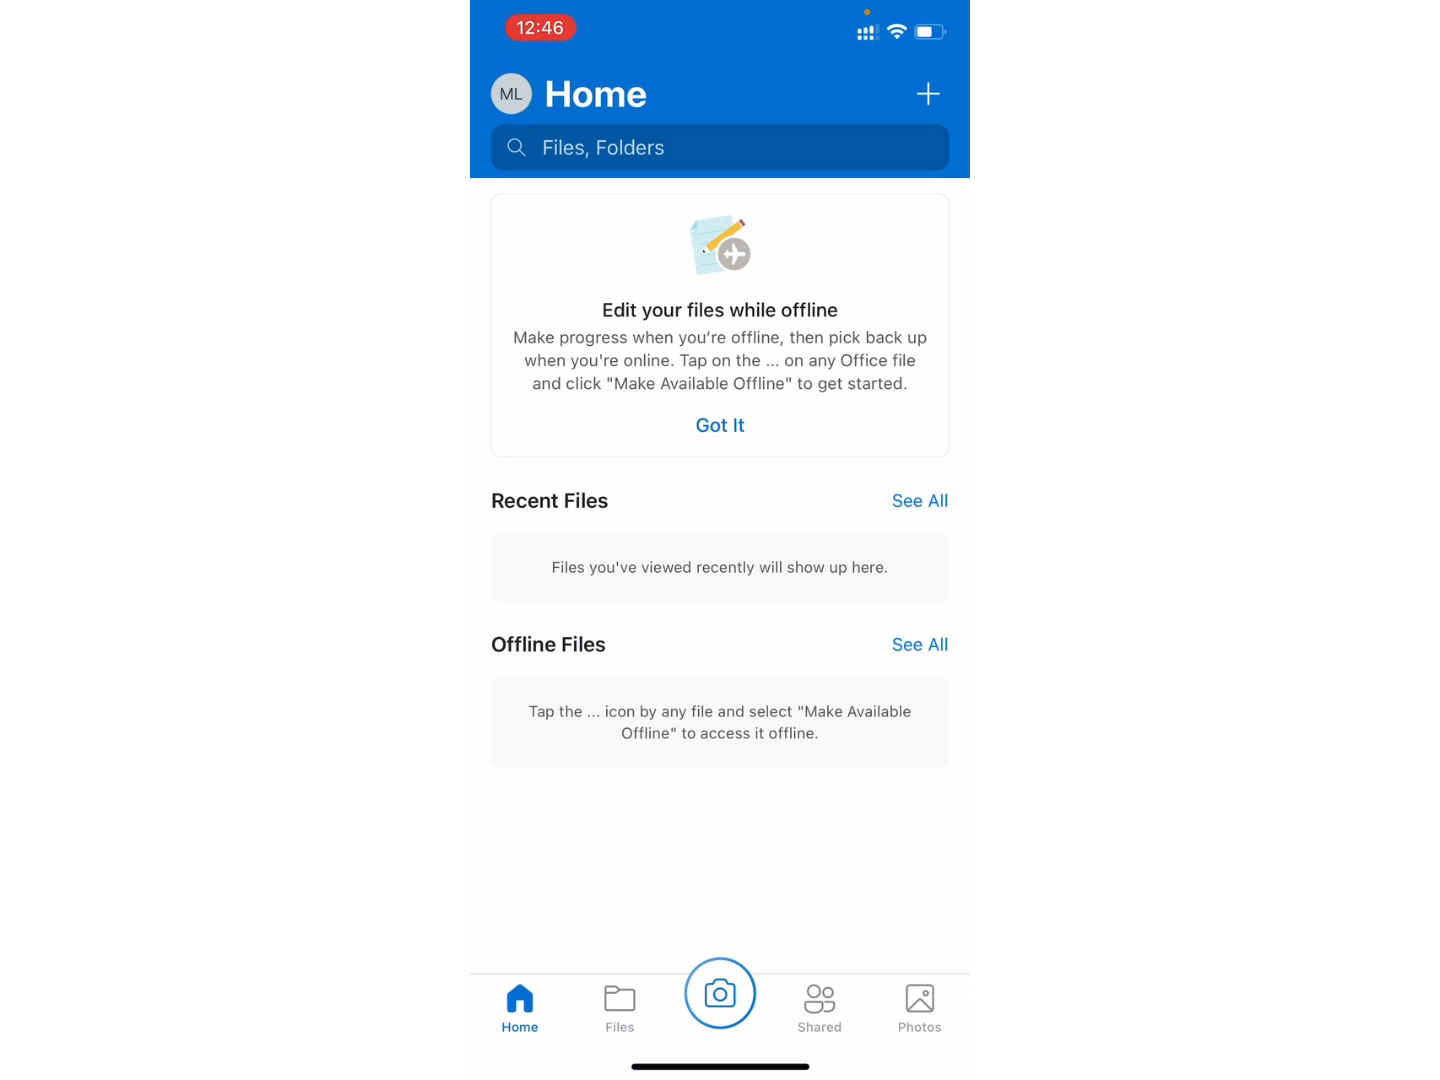 12:46
ML
Home
Files, Folders
Edit your files while offline
Make progress when you’re offline, then pick back up
when you're online. Tap on the ... on any Office file
and click "Make Available Offline" to get started.
Got It
Recent Files
See All
Files you've viewed recently will show up here.
Offline Files
See All
Tap the ... icon by any file and select "Make Available
Offline" to access it offline.
Home
Files
Shared
Photos